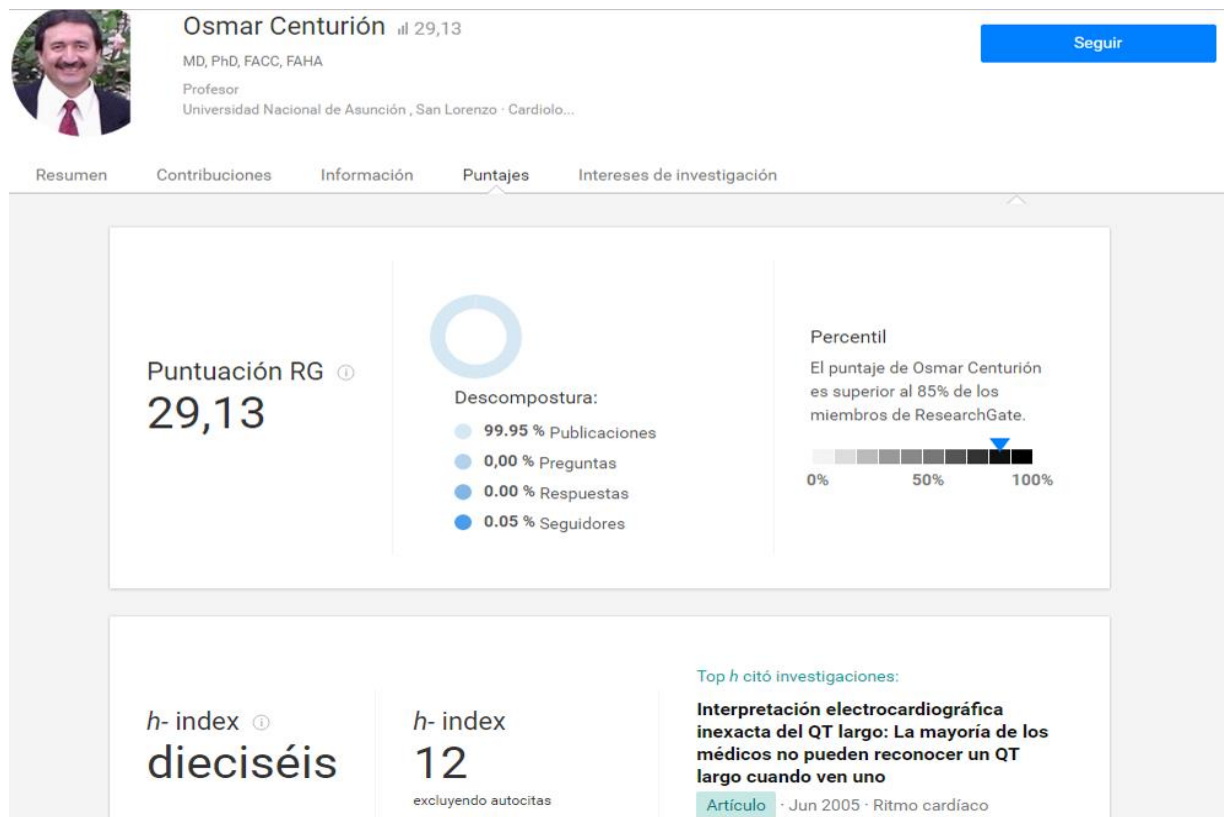 Osmar Centurión 29,13
Seguir
MD, PhD, FACC, FAHA
Profesor
Universidad Nacional de Asunción , San Lorenzo · Cardiolo...
Resumen Contribuciones Información Puntajes Intereses de investigación
Puntuación RG
29,13
Descompostura:
99.95 % Publicaciones
0,00 % Preguntas
0.00 % Respuestas
0.05 % Seguidores
Percentil
El puntaje de Osmar Centurión
es superior al 85% de los
miembros de ResearchGate.
0% 50% 100%
h- index
dieciséis
h- index
12
excluyendo autocitas
Top h citó investigaciones:
Interpretación electrocardiográfica
inexacta del QT largo: La mayoría de los
médicos no pueden reconocer un QT
largo cuando ven uno
Artículo · Jun 2005 · Ritmo cardíaco